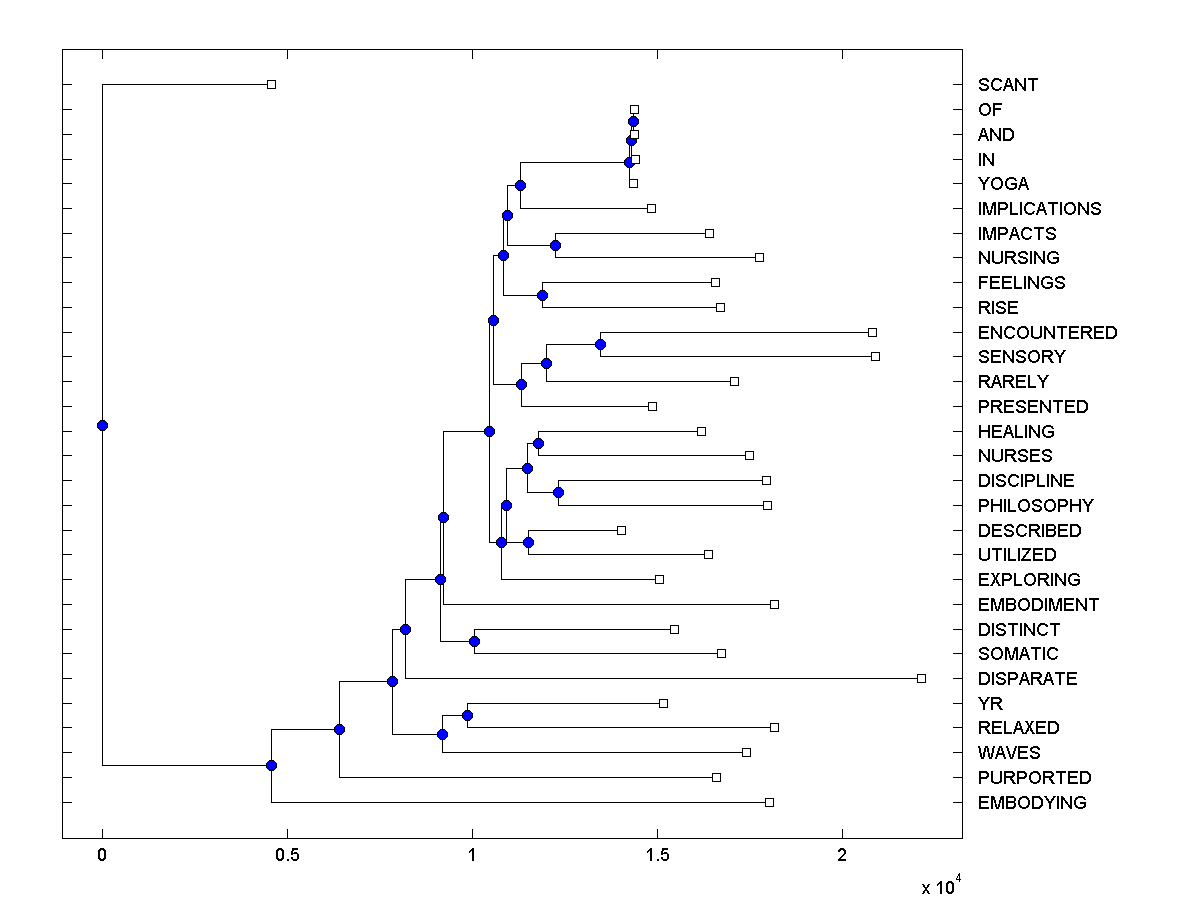 SCANT
OF
AND
IN
YOGA
IMPLICATIONS
IMPACTS
NURSING
FEELINGS
RISE
ENCOUNTERED
SENSORY
RARELY
PRESENTED
HEALING
NURSES
DISCIPLINE
PHILOSOPHY
DESCRIBED
UTILIZED
EXPLORING
EMBODIMENT
DISTINCT
SOMATIC
DISPARATE
YR
RELAXED
WAVES
PURPORTED
EMBODYING
0 0.5 1 1.5 2
x 10^4